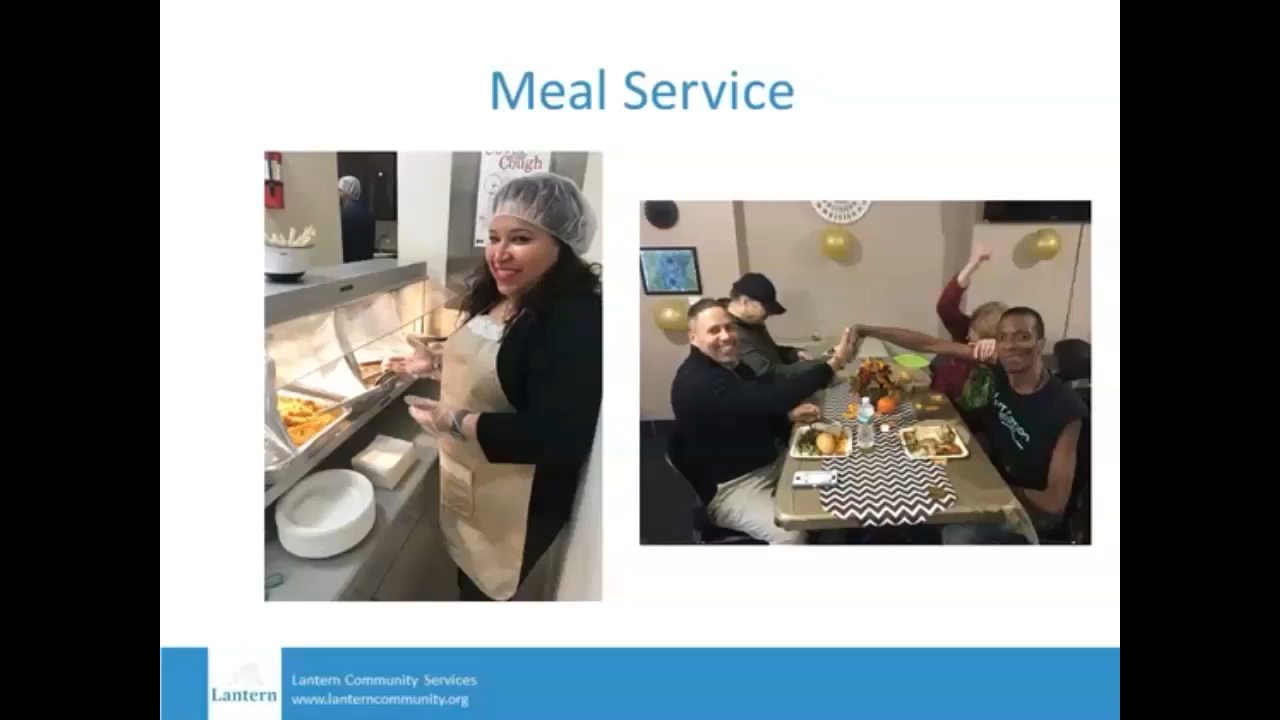 Meal Service
Cough
Lantern
Lantern Community Services
www.lanterncommunity.org